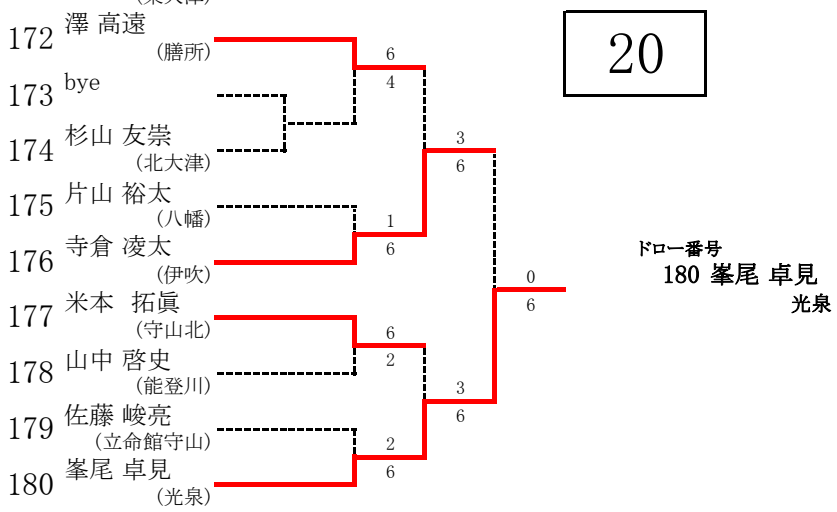 172 澤 高遠
(膳所)
173 bye
174 杉山 友崇
(北大津)
175 片山 裕太
(八幡)
176 寺倉 凌太
(伊吹)
177 米本 拓眞
(守山北)
178 山中 啓史
(能登川)
179 佐藤 峻亮
(立命館守山)
180 峯尾 卓見
(光泉)
6
4
1
6
6
2
2
6
3
6
3
6
0
6
20
ドロー番号
180 峯尾 卓見
光泉